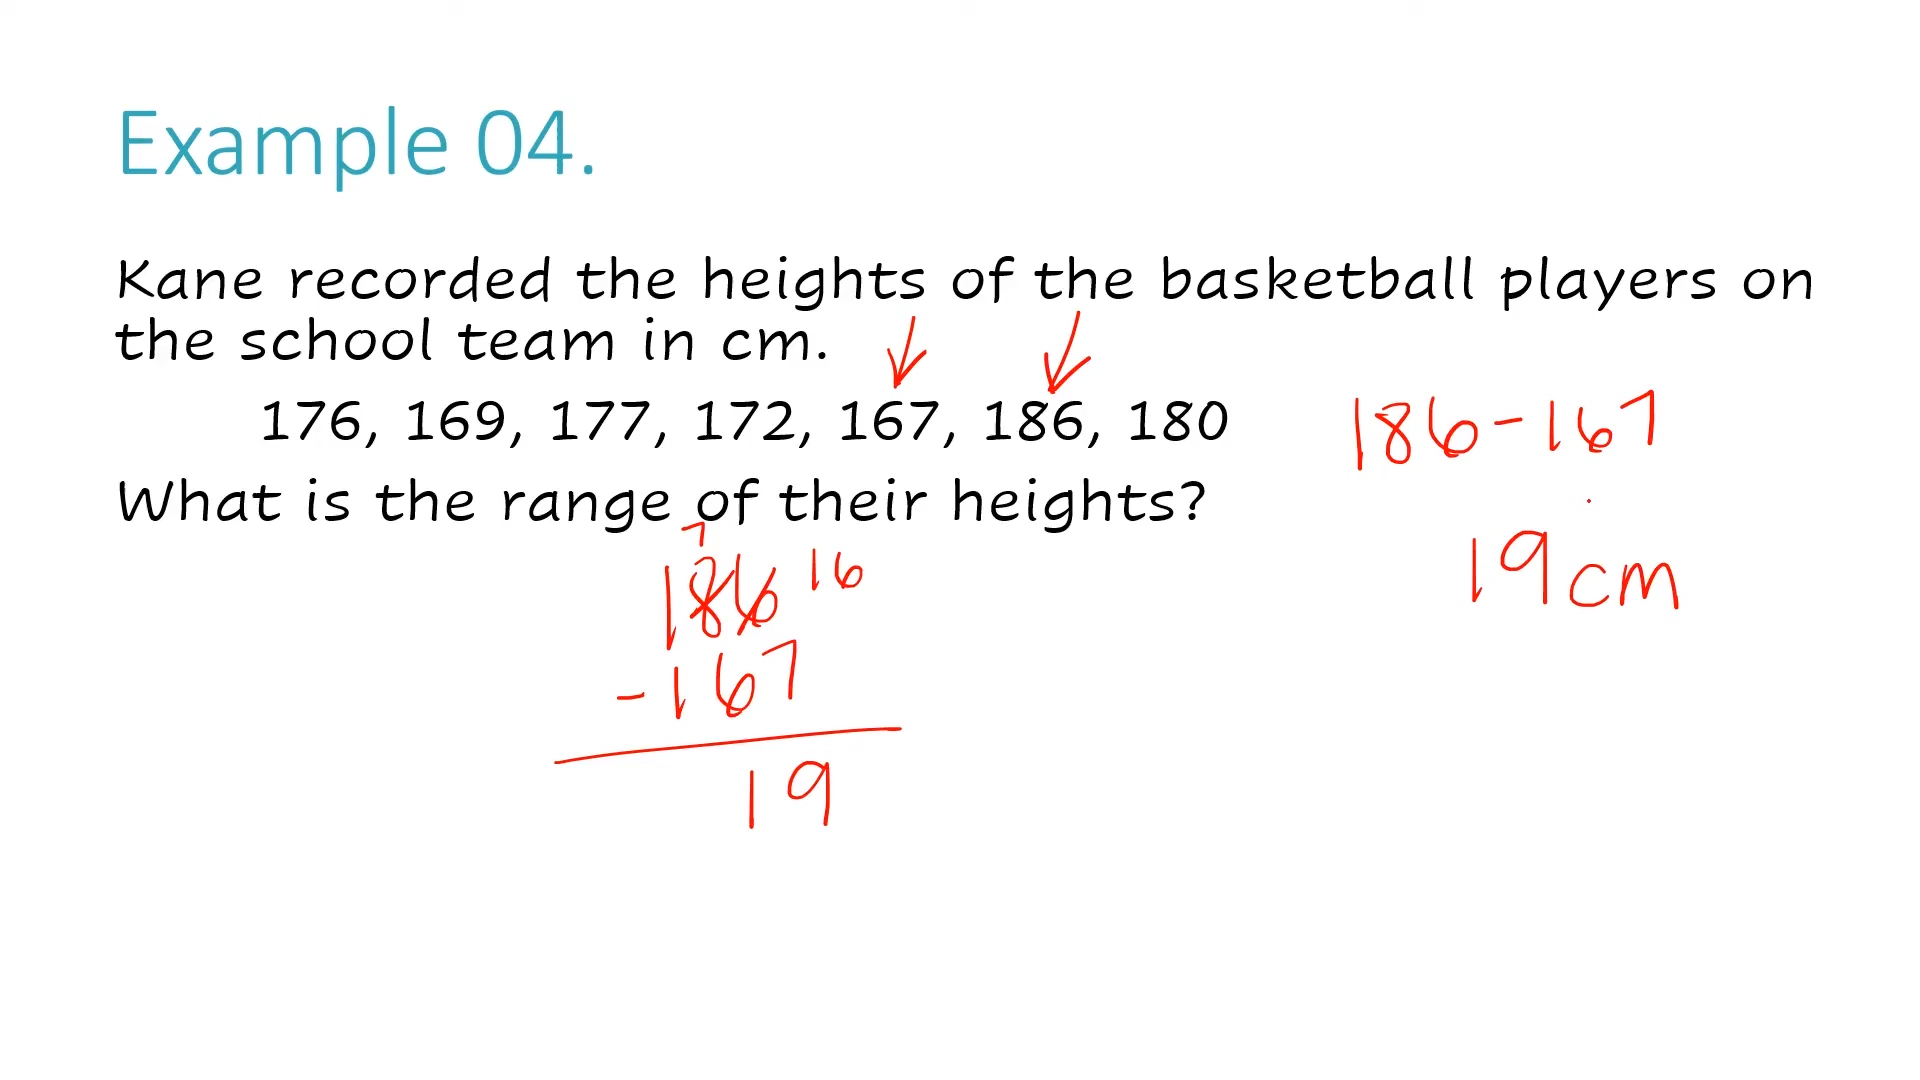 Example 04.
Kane recorded the heights of the basketball players on
the school team in cm.
176, 169, 177, 172, 167, 186, 180
186-167
What is the range of their heights?
19cm
7
186 16
-167
19